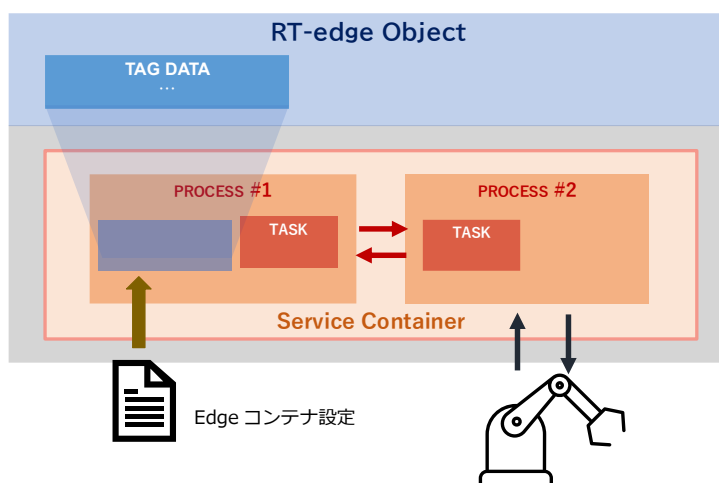 RT-edge Object
TAG DATA
…
PROCESS #1
PROCESS #2
TASK
TASK
Service Container
Edge コンテナ設定